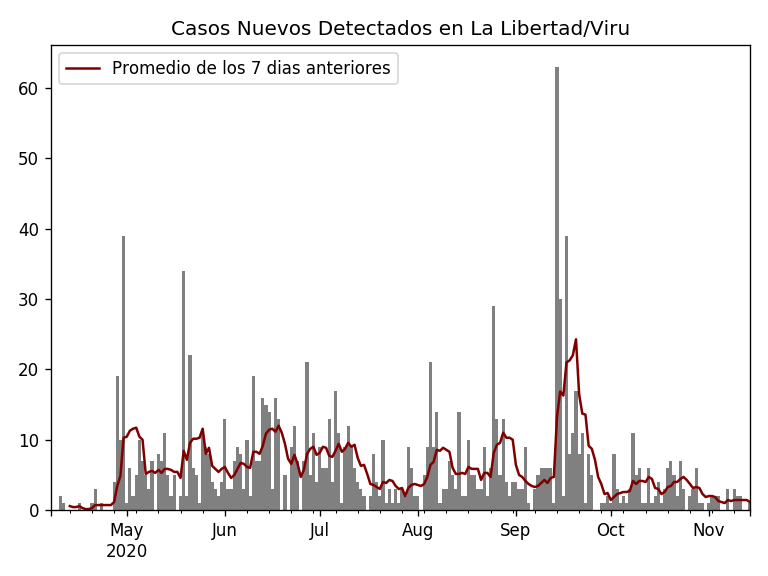 Casos Nuevos Detectados en La Libertad/Viru
Promedio de los 7 dias anteriores
60
50
40
30
20
10
0
May Jun Jul Aug Sep Oct Nov
2020